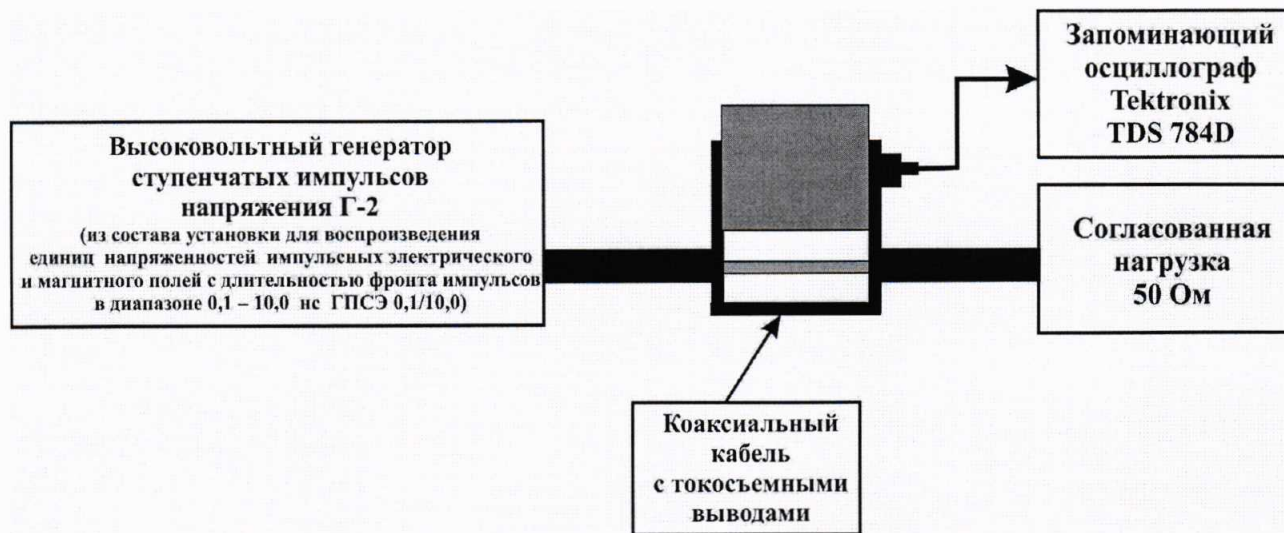 Высоковольтный генератор
ступенчатых импульсов
напряжения Г-2
(из состава установки для воспроизведения
единиц напряженностей импульсных электрического
и магнитного полей с длительностью фронта импульсов
в диапазоне 0,1 – 10,0 нс ГПСЭ 0,1/10,0)
Запоминающий
осциллограф
Tektronix
TDS 784D
Согласованная
нагрузка
50 Ом
Коаксиальный
кабель
с токосъемными
выводами